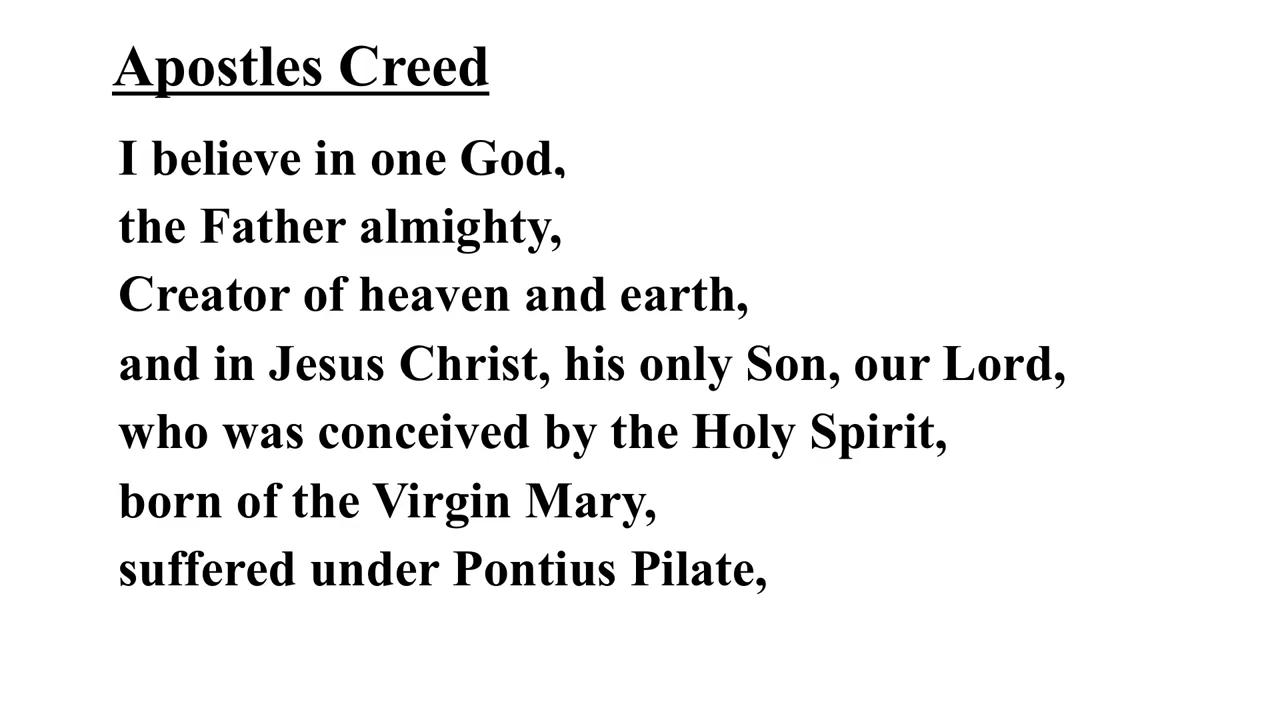 Apostles Creed
I believe in one God,
the Father almighty,
Creator of heaven and earth,
and in Jesus Christ, his only Son, our Lord,
who was conceived by the Holy Spirit,
born of the Virgin Mary,
suffered under Pontius Pilate,